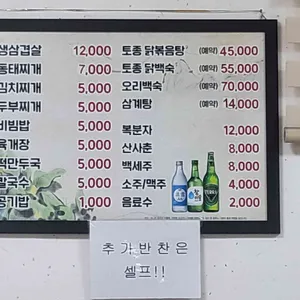 생삼겹살 12,000
동태찌개 7,000
김치찌개 5,000
두부찌개 5,000
비빔밥 5,000
육개장 5,000
떡만두국 5,000
칼국수 5,000
공기밥 1,000
토종 닭볶음탕 (예약) 45,000
토종 닭백숙 (예약) 55,000
오리백숙 (예약) 70,000
삼계탕 (예약) 14,000
복분자 12,000
산사춘 8,000
백세주 8,000
소주/맥주 4,000
음료수 2,000
추가반찬은
셀프!!